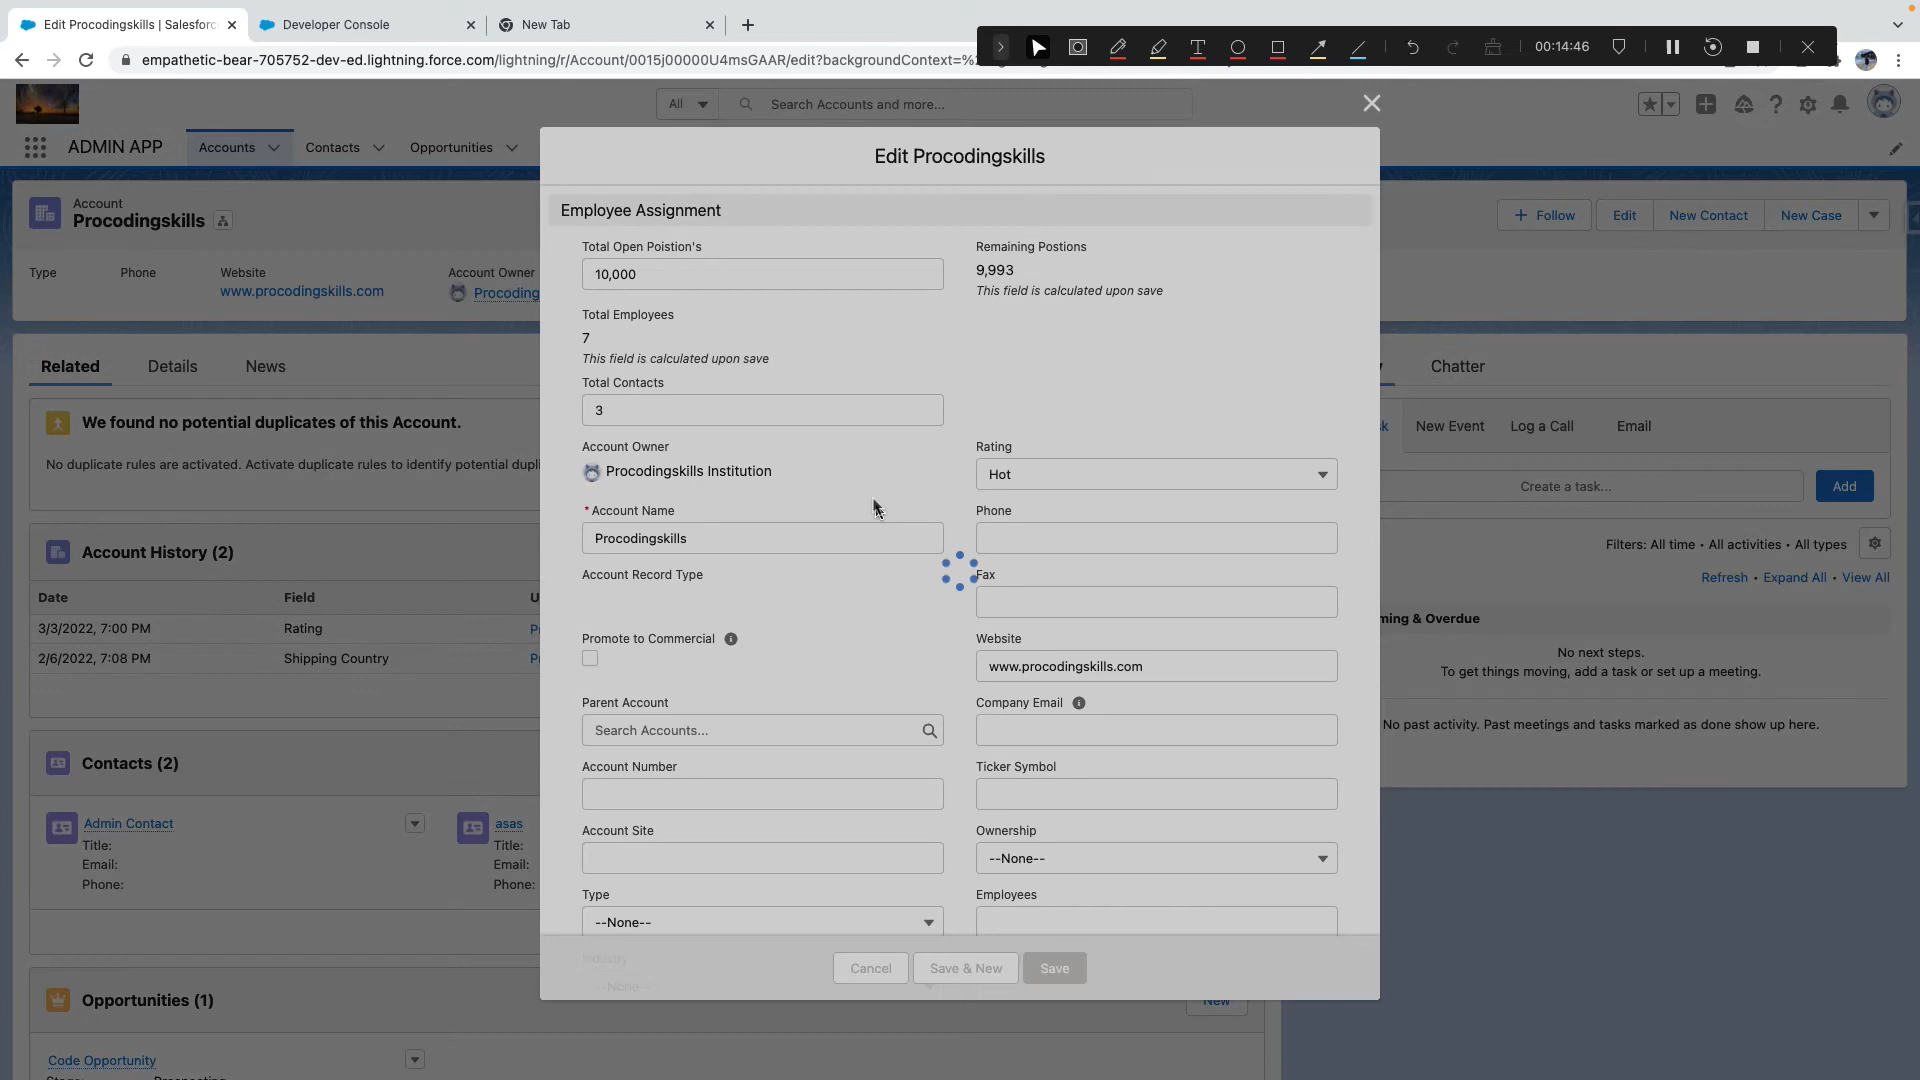 Edit Procodingskills | Salesforc
Developer Console
New Tab
empathetic-bear-705752-dev-ed.lightning.force.com/lightning/r/Account/0015j00000U4msGAAR/edit?backgroundContext=%2
00:14:46
All
Search Accounts and more...
ADMIN APP
Accounts
Contacts
Opportunities
Edit Procodingskills
Account
Procodingskills
Follow
Edit
New Contact
New Case
Type
Phone
Website
www.procodingskills.com
Account Owner
Procoding
Related
Details
News
We found no potential duplicates of this Account.
No duplicate rules are activated. Activate duplicate rules to identify potential dupli
Account History (2)
Date
Field
3/3/2022, 7:00 PM
Rating
2/6/2022, 7:08 PM
Shipping Country
Contacts (2)
Admin Contact
Title:
Email:
Phone:
asas
Title:
Email:
Phone:
Opportunities (1)
New
Code Opportunity
Prospecting
Employee Assignment
Total Open Poistion's
10,000
Remaining Postions
9,993
This field is calculated upon save
Total Employees
7
This field is calculated upon save
Total Contacts
3
Account Owner
Procodingskills Institution
Rating
Hot
* Account Name
Procodingskills
Phone
Account Record Type
Fax
Promote to Commercial
Website
www.procodingskills.com
Parent Account
Search Accounts...
Company Email
Account Number
Ticker Symbol
Account Site
Ownership
--None--
Type
--None--
Employees
Industry
--None--
Cancel
Save & New
Save
Chatter
New Event
Log a Call
Email
Create a task...
Add
Filters: All time • All activities • All types
Refresh • Expand All • View All
ming & Overdue
No next steps.
To get things moving, add a task or set up a meeting.
No past activity. Past meetings and tasks marked as done show up here.